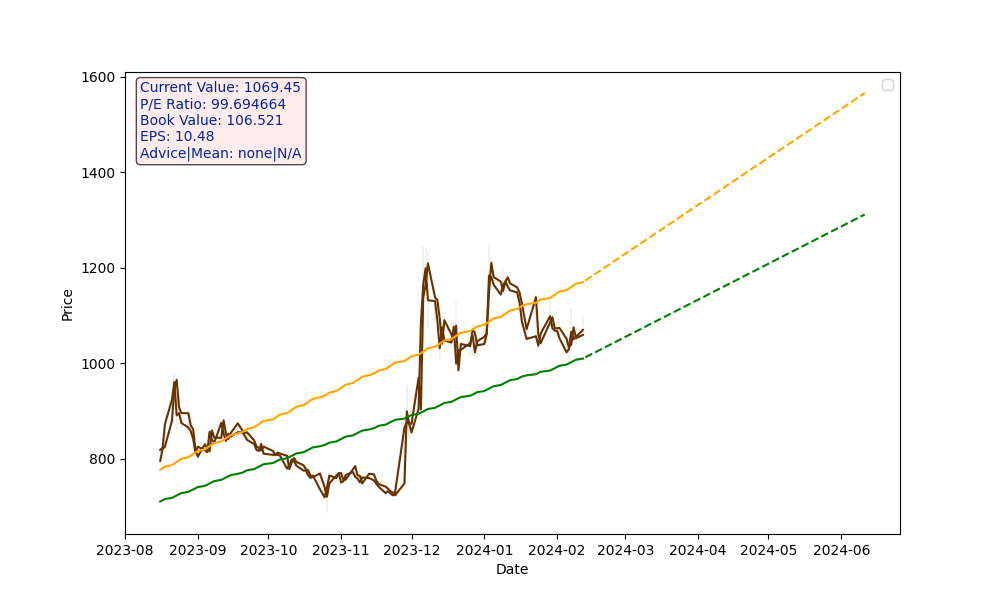 Current Value: 1069.45
P/E Ratio: 99.694664
Book Value: 106.521
EPS: 10.48
Advice|Mean: none|N/A
1600
1400
1200
1000
800
Price
2023-08 2023-09 2023-10 2023-11 2023-12 2024-01 2024-02 2024-03 2024-04 2024-05 2024-06
Date